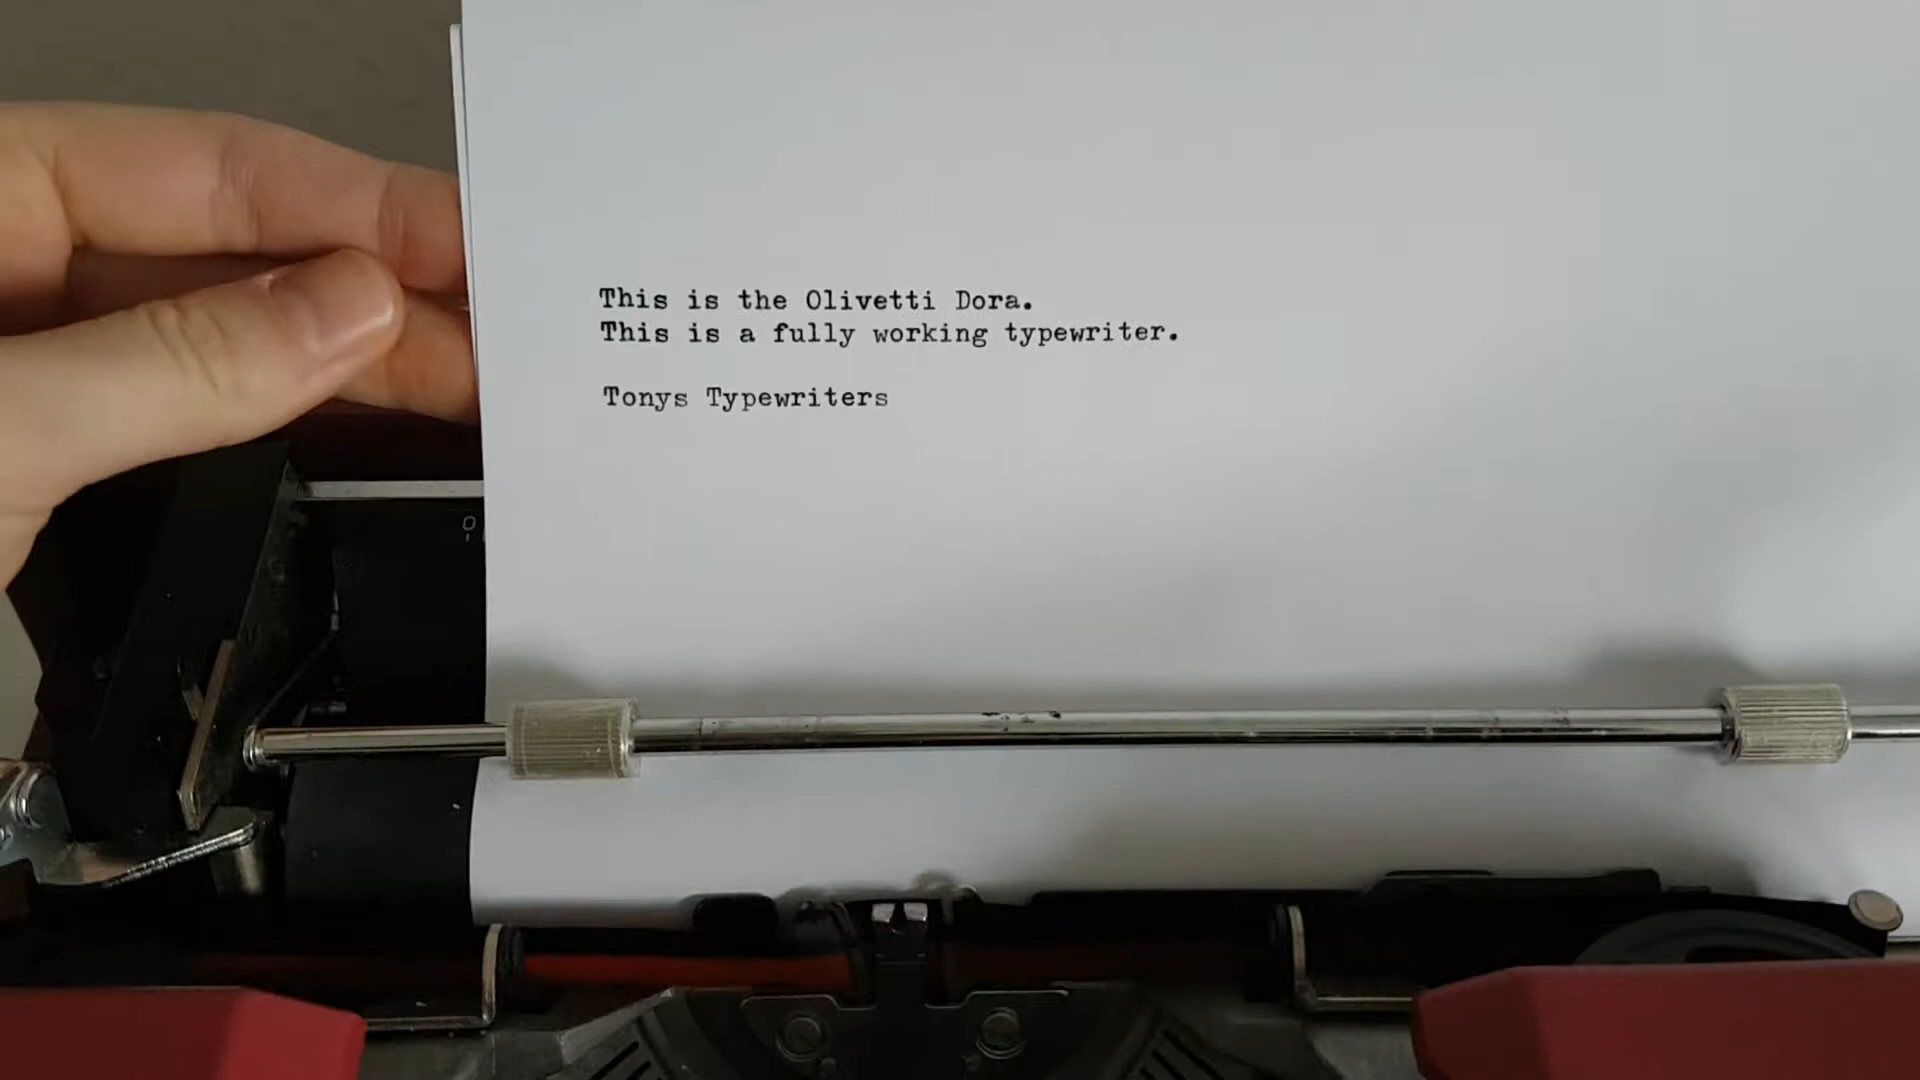 This is the Olivetti Dora.
This is a fully working typewriter.
Tonys Typewriters